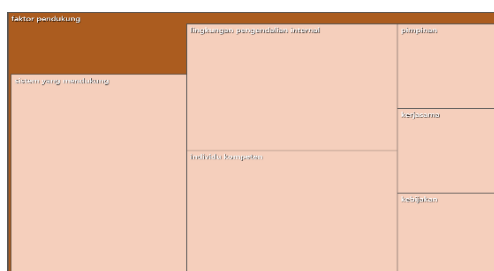 faktor pendukung
sistem yang mendukung
lingkungan pengendalian internal
individu kompeten
pimpinan
kerjasama
kebijakan